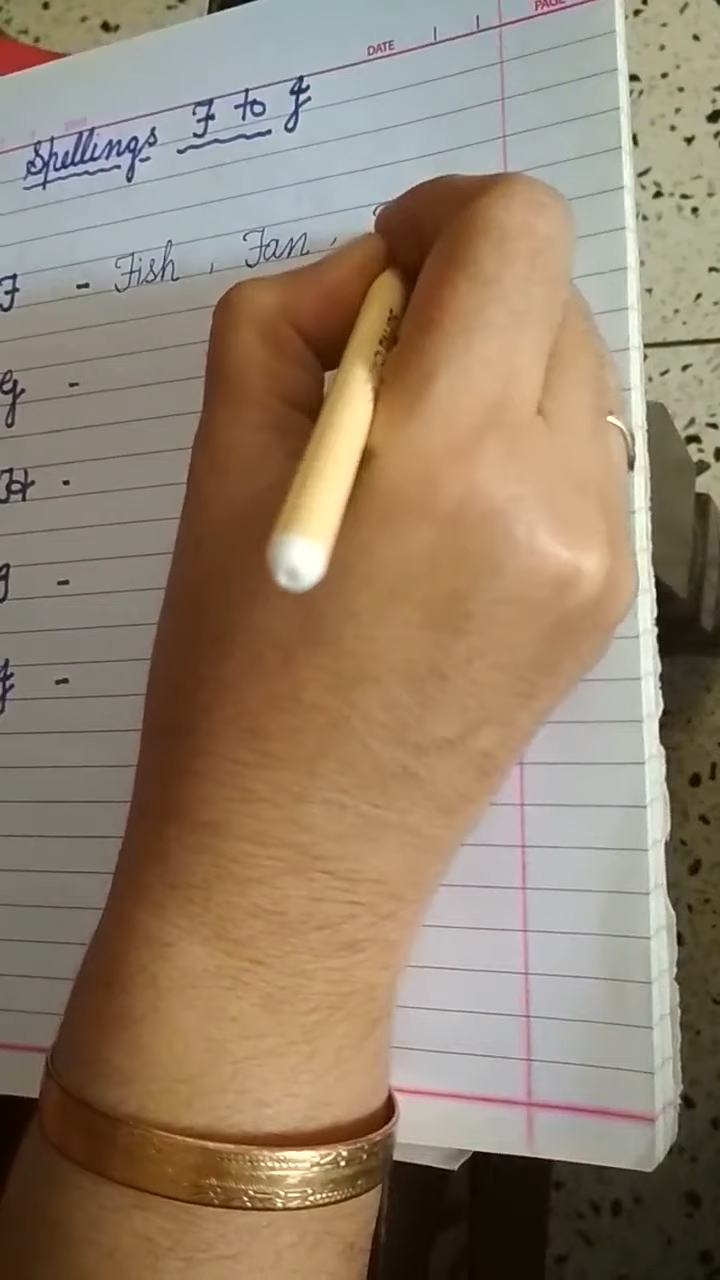 DATE
PAGE
Spellings F to J
F - Fish, Fan,
G -
H -
I -
J -